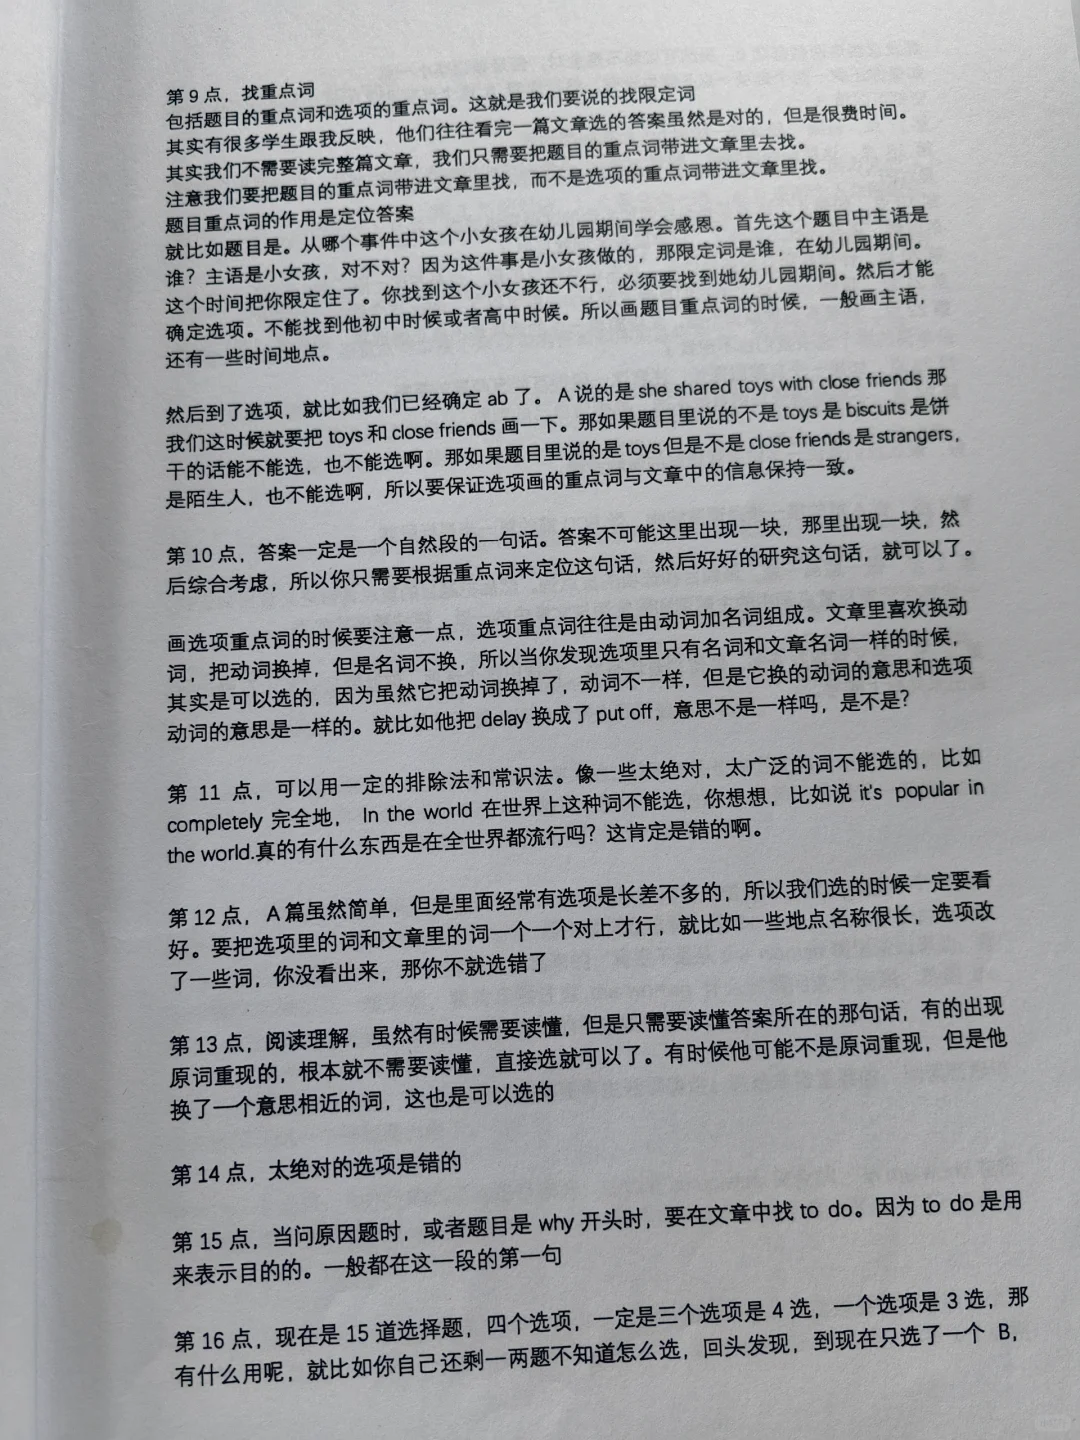 第9点，找重点词
包括题目的重点词和选项的重点词。这就是我们要说的找限定词
其实有很多学生跟我反映，他们往往看完一篇文章选的答案虽然是对的，但是很费时间。
其实我们不需要读完整篇文章，我们只需要把题目的重点词带进文章里去找。
注意我们要把题目的重点词带进文章里找，而不是选项的重点词带进文章里找。
题目重点词的作用是定位答案
就比如题目是。从哪个事件中这个小女孩在幼儿园期间学会感恩。首先这个题目中主语是
谁？主语是小女孩，对不对？因为这件事是小女孩做的，那限定词是谁，在幼儿园期间。
这个时间把你限定住了。你找到这个小女孩还不行，必须要找到她幼儿园期间。然后才能
确定选项。不能找到他初中时候或者高中时候。所以画题目重点词的时候，一般画主语，
还有一些时间地点。
然后到了选项，就比如我们已经确定 ab 了。 A 说的是 she shared toys with close friends 那
我们这时候就要把 toys 和 close friends 画一下。那如果题目里说的不是 toys 是 biscuits 是饼
干的话能不能选，也不能选啊。那如果题目里说的是 toys 但是不是 close friends 是 strangers，
是陌生人，也不能选啊，所以要保证选项画的重点词与文章中的信息保持一致。
第 10 点，答案一定是一个自然段的一句话。答案不可能这里出现一块，那里出现一块，然
后综合考虑，所以你只需要根据重点词来定位这句话，然后好好的研究这句话，就可以了。
画选项重点词的时候要注意一点，选项重点词往往是由动词加名词组成。文章里喜欢换动
词，把动词换掉，但是名词不换，所以当你发现选项里只有名词和文章名词一样的时候，
其实是可以选的，因为虽然它把动词换掉了，动词不一样，但是它换的动词的意思和选项
动词的意思是一样的。就比如他把 delay 换成了 put off，意思不是一样吗，是不是？
第 11 点，可以用一定的排除法和常识法。像一些太绝对，太广泛的词不能选的，比如
completely 完全地， In the world 在世界上这种词不能选，你想想，比如说 it's popular in
the world.真的有什么东西是在全世界都流行吗？这肯定是错的啊。
第 12 点， A 篇虽然简单，但是里面经常有选项是长差不多的，所以我们选的时候一定要看
好。要把选项里的词和文章里的词一个一个对上才行，就比如一些地点名称很长，选项改
了一些词，你没看出来，那你不就选错了
第 13 点，阅读理解，虽然有时候需要读懂，但是只需要读懂答案所在的那句话，有的出现
原词重现的，根本就不需要读懂，直接选就可以了。有时候他可能不是原词重现，但是他
换了一个意思相近的词，这也是可以选的
第 14 点，太绝对的选项是错的
第 15 点，当问原因题时，或者题目是 why 开头时，要在文章中找 to do。因为 to do 是用
来表示目的的。一般都在这一段的第一句
第 16 点，现在是 15 道选择题，四个选项，一定是三个选项是 4 选，一个选项是 3 选，那
有什么用呢，就比如你自己还剩一两题不知道怎么选，回头发现，到现在只选了一个 B，